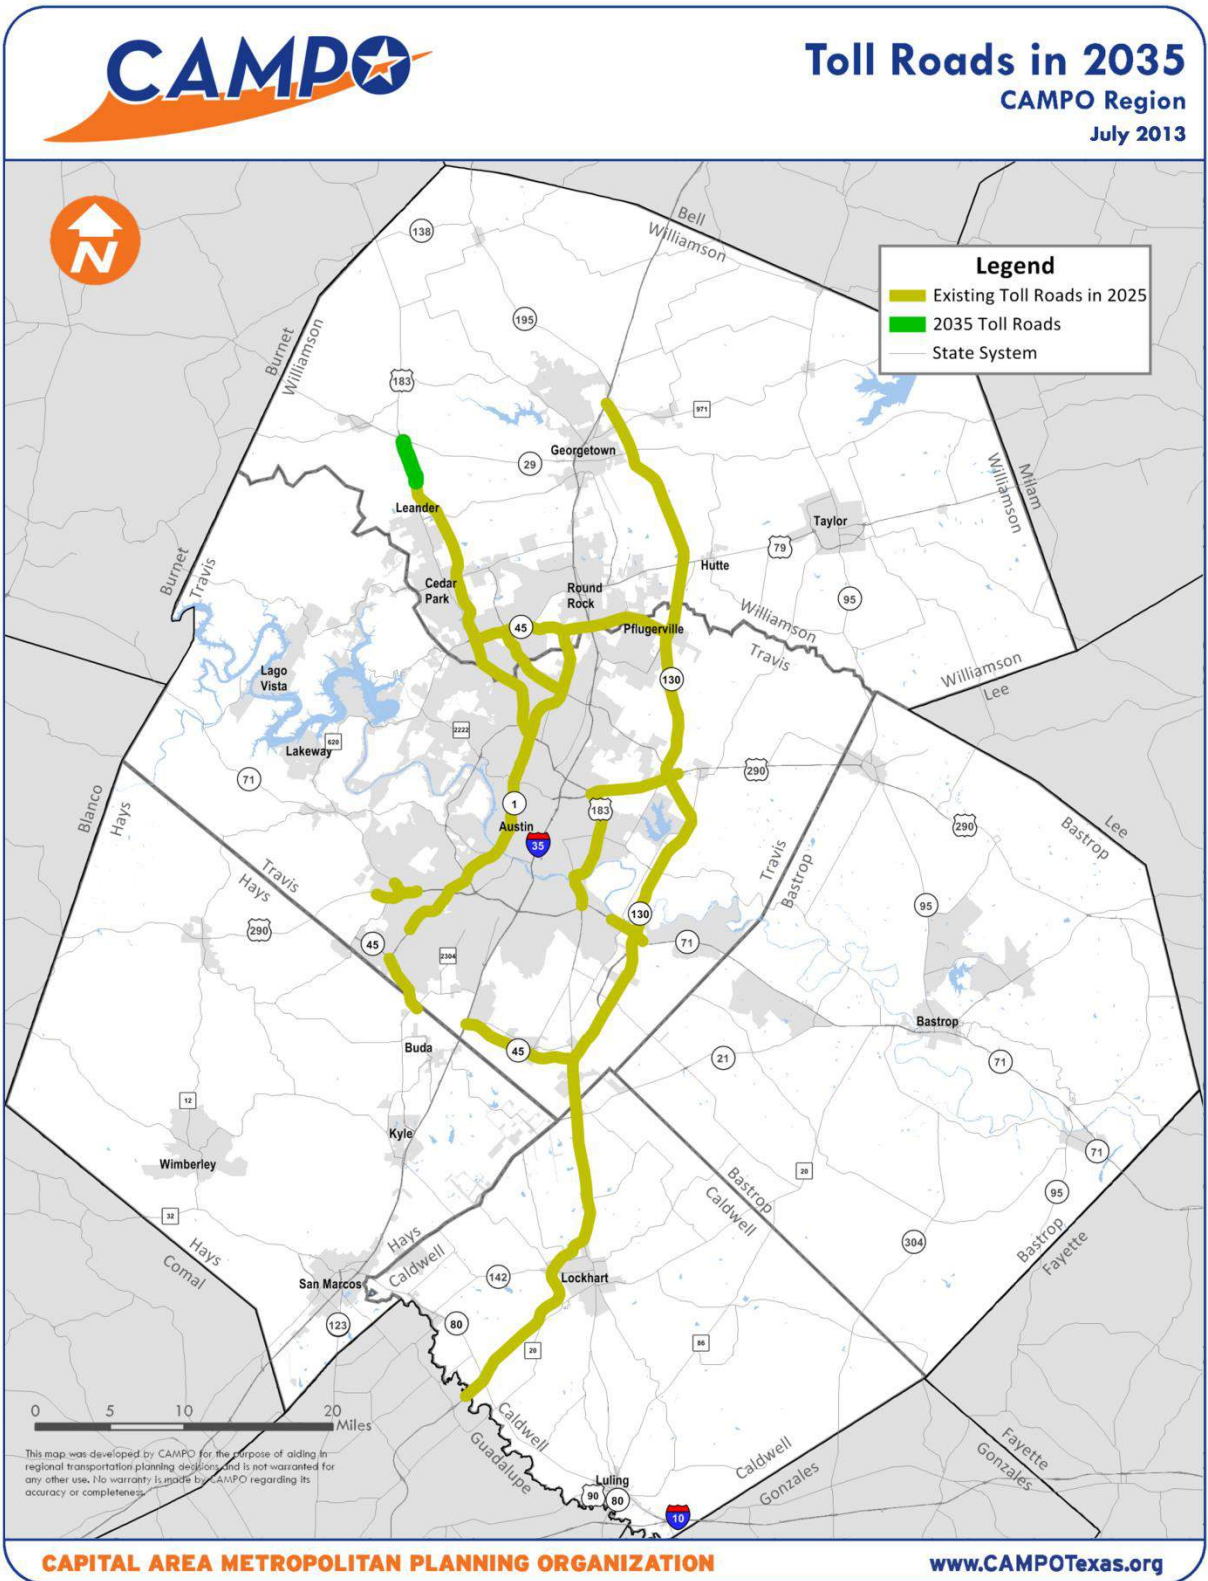 CAMPO
Toll Roads in 2035
CAMPO Region
July 2013
N
Legend
Existing Toll Roads in 2025
2035 Toll Roads
State System
Bell
Williamson
138
195
Burnet
Williamson
183
971
Georgetown
29
Leander
Williamson
Milam
Taylor
79
Hutte
Burnet
Travis
Cedar
Park
Round
Rock
95
45
Pflugerville
Williamson
Travis
Williamson
Lee
Lago
Vista
130
2222
620
Lakeway
71
290
1
183
Austin
35
Blanco
Hays
290
Lee
Bastrop
Travis
Hays
Travis
Bastrop
95
130
290
45
2304
71
Bastrop
Buda
45
21
71
12
Kyle
Wimberley
71
20
95
Bastrop
Caldwell
32
Hays
Comal
Hays
Caldwell
304
Bastrop
Fayette
San Marcos
142
Lockhart
123
80
20
86
0 5 10 20
Miles
Caldwell
Guadalupe
Caldwell
Gonzales
Fayette
Gonzales
Luling
90
80
10
This map was developed by CAMPO for the purpose of aiding in
regional transportation planning decisions and is not warranted for
any other use. No warranty is made by CAMPO regarding its
accuracy or completeness.
CAPITAL AREA METROPOLITAN PLANNING ORGANIZATION
www.CAMPOTexas.org